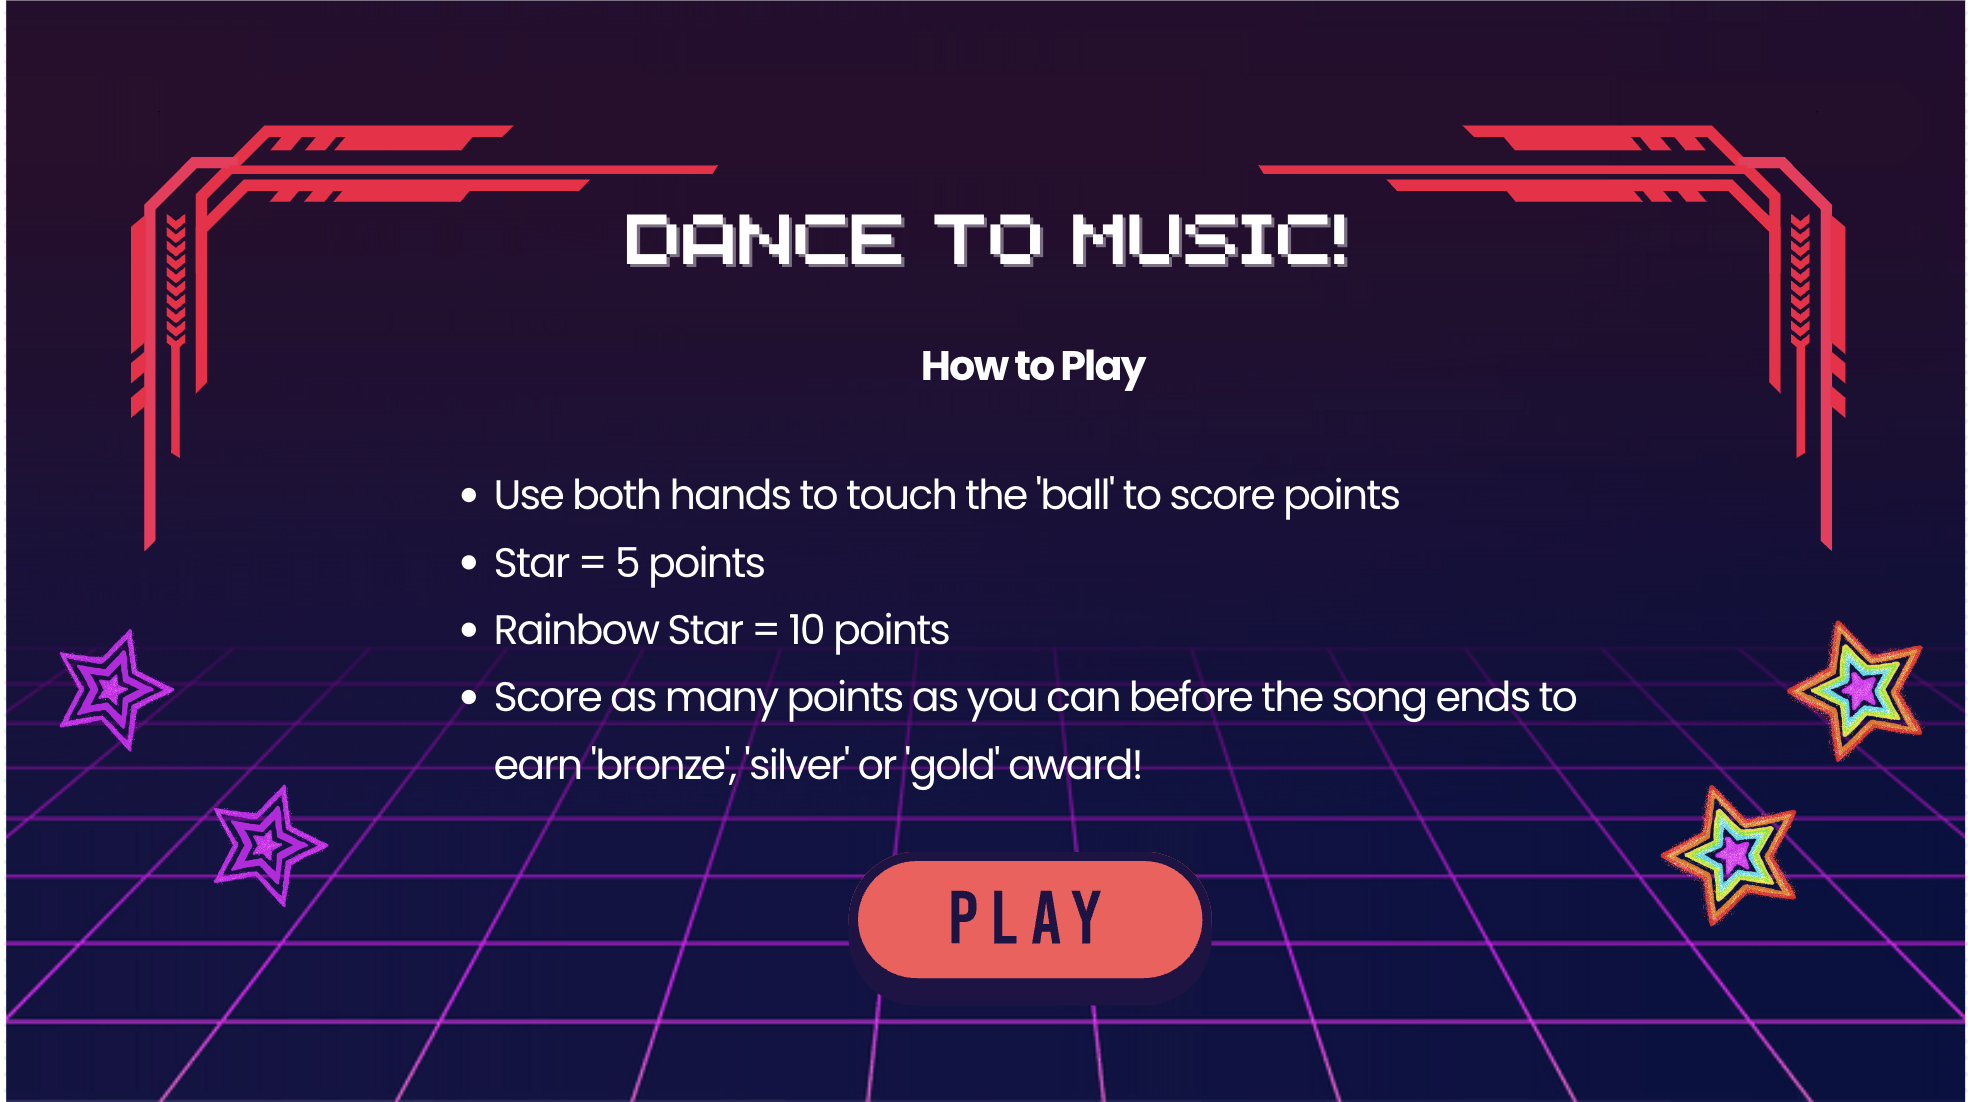 DANCE TO MUSIC!
How to Play
• Use both hands to touch the 'ball' to score points
• Star = 5 points
• Rainbow Star = 10 points
• Score as many points as you can before the song ends to
earn 'bronze', 'silver' or 'gold' award!
PLAY